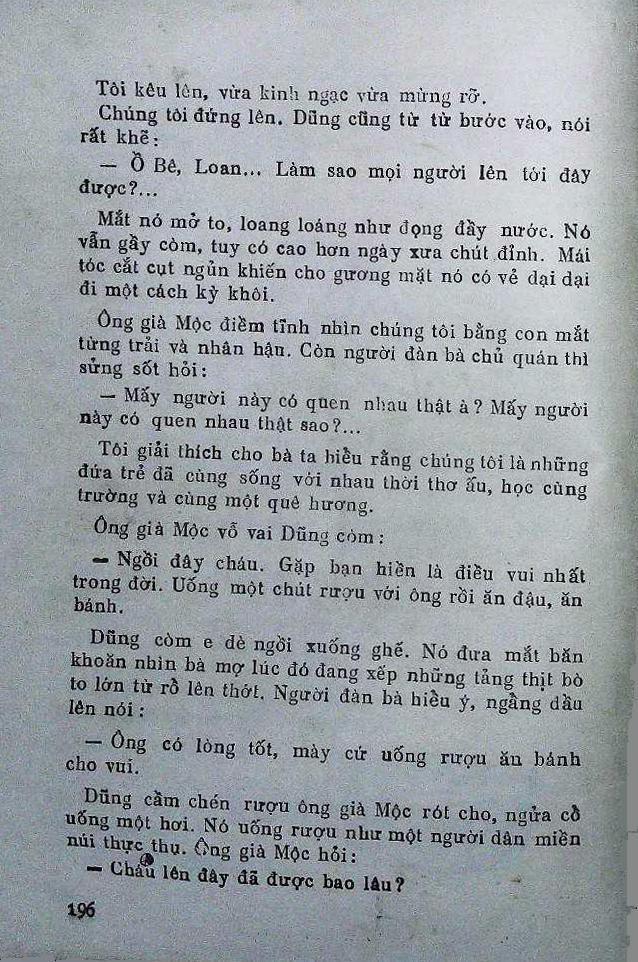 Tôi kêu lên, vừa kinh ngạc vừa mừng rỡ.
Chúng tôi đứng lên. Dũng cũng từ từ bước vào, nói
rất khẽ:
— Ồ Bê, Loan... Làm sao mọi người lên tới đây
được?...
Mắt nó mở to, loang loáng như đọng đầy nước. Nó
vẫn gầy còm, tuy có cao hơn ngày xưa chút đỉnh. Mái
tóc cắt cụt ngủn khiến cho gương mặt nó có vẻ dại dại
đi một cách kỳ khôi.
Ông già Mộc điềm tĩnh nhìn chúng tôi bằng con mắt
từng trải và nhân hậu. Còn người đàn bà chủ quán thì
sửng sốt hỏi:
— Mấy người này có quen nhau thật à? Mấy người
này có quen nhau thật sao?...
Tôi giải thích cho bà ta hiểu rằng chúng tôi là những
đứa trẻ đã cùng sống với nhau thời thơ ấu, học cùng
trường và cùng một quê hương.
Ông già Mộc vỗ vai Dũng còm:
— Ngồi đây cháu. Gặp bạn hiền là điều vui nhất
trong đời. Uống một chút rượu với ông rồi ăn đậu, ăn
bánh.
Dũng còm e dè ngồi xuống ghế. Nó đưa mắt băn
khoăn nhìn bà mợ lúc đó đang xếp những tảng thịt bò
to lớn từ rồ lên thớt. Người đàn bà hiểu ý, ngẩng đầu
lên nói:
— Ông có lòng tốt, mày cứ uống rượu ăn bánh
cho vui.
Dũng cầm chén rượu ông già Mộc rót cho, ngửa cổ
uống một hơi. Nó uống rượu như một người dân miền
núi thực thụ. Ông già Mộc hỏi:
— Cháu lên đây đã được bao lâu?
196